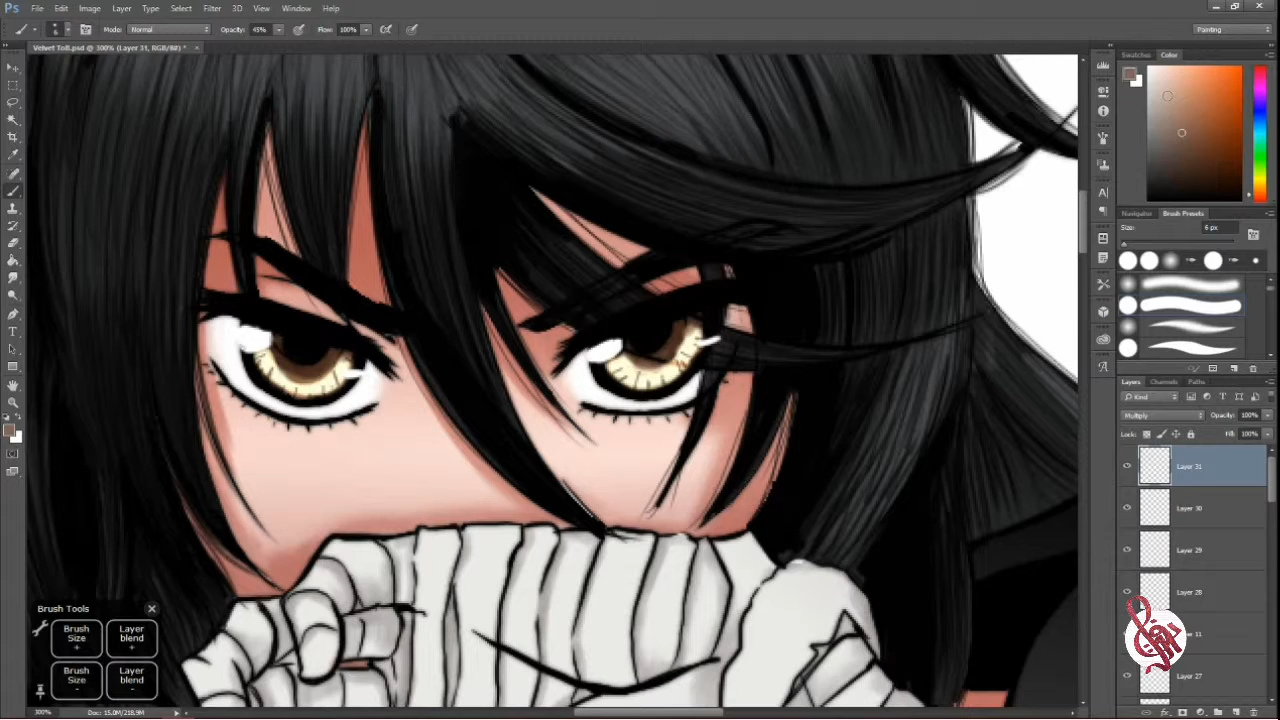 Ps File Edit Image Layer Type Select Filter 3D View Window Help
Mode: Normal Opacity: 45% Flow: 100% Painting
Velvet ToB.psd @ 300% (Layer 31, RGB/8#) *
Swatches Color
Navigator Brush Presets
Size: 6 px
Layers Channels Paths
Kind
Multiply Opacity: 100%
Lock: Fill: 100%
Layer 31
Layer 30
Layer 29
Layer 28
11
Layer 27
Brush Tools
Brush Size +
Layer blend +
Brush Size -
Layer blend -
300% Doc: 15.0M/218.9M